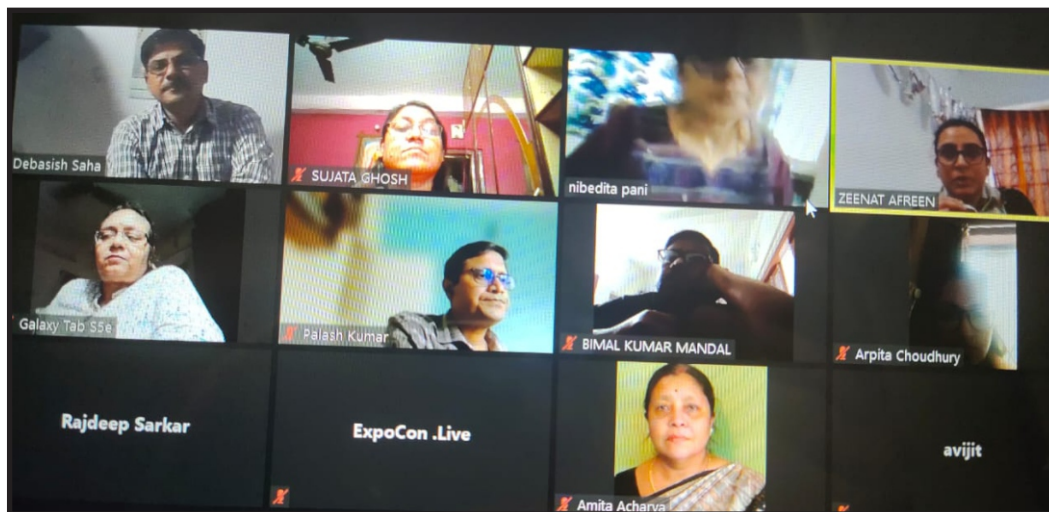 Debasish Saha
SUJATA GHOSH
nibedita pani
ZEENAT AFREEN
Galaxy Tab S5e
Palash Kumar
BIMAL KUMAR MANDAL
Arpita Choudhury
Rajdeep Sarkar
ExpoCon .Live
Amita Acharya
avijit